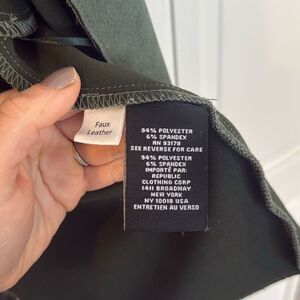 Faux
Leather
94% POLYESTER
6% SPANDEX
RN 93170
SEE REVERSE FOR CARE
94% POLYESTER
6% SPANDEX
IMPORTÉ PAR:
REPUBLIC
CLOTHING CORP
1411 BROADWAY
NEW YORK
NY 10018 USA
ENTRETIEN AU VERSO